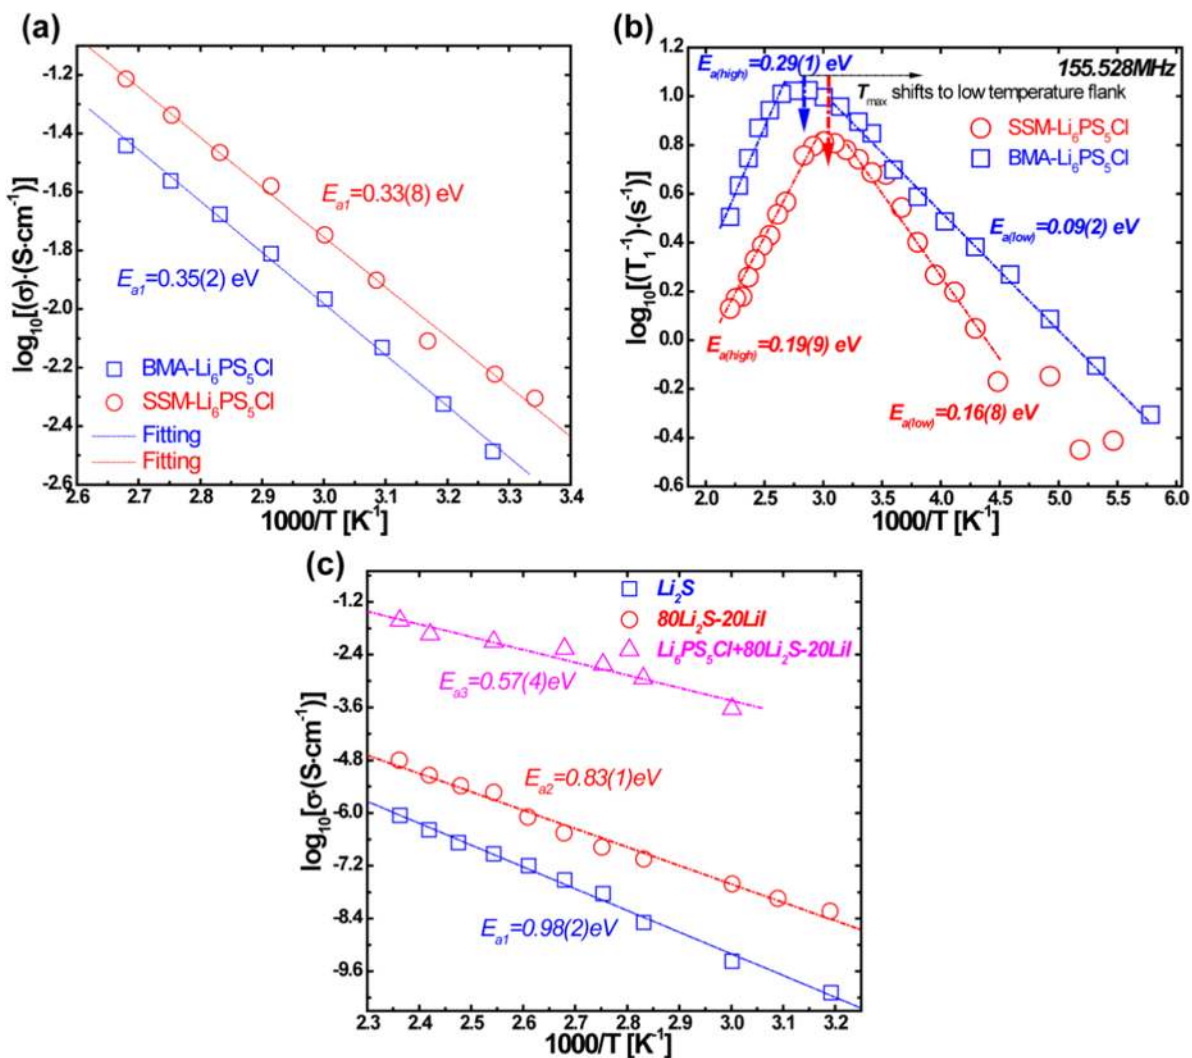 (a)
log₁₀[(σ)·(S·cm⁻¹)]
-1.2
-1.4
-1.6
-1.8
-2.0
-2.2
-2.4
-2.6
Eₐ₁=0.33(8) eV
Eₐ₁=0.35(2) eV
BMA-Li₆PS₅Cl
SSM-Li₆PS₅Cl
Fitting
Fitting
2.6 2.7 2.8 2.9 3.0 3.1 3.2 3.3 3.4
1000/T [K⁻¹]
(b)
log₁₀[(T₁⁻¹)·(s⁻¹)]
1.2
1.0
0.8
0.6
0.4
0.2
0.0
-0.2
-0.4
-0.6
Eₐ₍ₕᵢgₕ₎=0.29(1) eV
155.528MHz
Tₘₐₓ shifts to low temperature flank
SSM-Li₆PS₅Cl
BMA-Li₆PS₅Cl
Eₐ₍ₗₒw₎=0.09(2) eV
Eₐ₍ₕᵢgₕ₎=0.19(9) eV
Eₐ₍ₗₒw₎=0.16(8) eV
2.0 2.5 3.0 3.5 4.0 4.5 5.0 5.5 6.0
1000/T [K⁻¹]
(c)
log₁₀[σ·(S·cm⁻¹)]
-1.2
-2.4
-3.6
-4.8
-6.0
-7.2
-8.4
-9.6
Li₂S
80Li₂S-20LiI
Li₆PS₅Cl+80Li₂S-20LiI
Eₐ₃=0.57(4)eV
Eₐ₂=0.83(1)eV
Eₐ₁=0.98(2)eV
2.3 2.4 2.5 2.6 2.7 2.8 2.9 3.0 3.1 3.2
1000/T [K⁻¹]